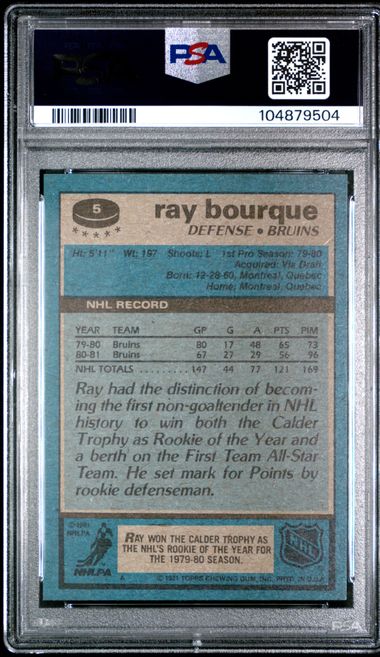 PSA
104879504
5
ray bourque
DEFENSE • BRUINS
Ht: 5'11" Wt: 197 Shoots: L 1st Pro Season: 79-80
Acquired: Via Draft
Born: 12-28-60, Montreal, Quebec
Home: Montreal, Quebec
NHL RECORD
YEAR TEAM GP G A PTS PIM
79-80 Bruins 80 17 48 65 73
80-81 Bruins 67 27 29 56 96
NHL TOTALS 147 44 77 121 169
Ray had the distinction of becom-
ing the first non-goaltender in NHL
history to win both the Calder
Trophy as Rookie of the Year and
a berth on the First Team All-Star
Team. He set mark for Points by
rookie defenseman.
© 1981
NHLPA
NHLPA
RAY WON THE CALDER TROPHY AS
THE NHL'S ROOKIE OF THE YEAR FOR
THE 1979-80 SEASON.
NHL
A © 1981 TOPPS CHEWING GUM, INC. PRTD. IN U.S.A.
PSA